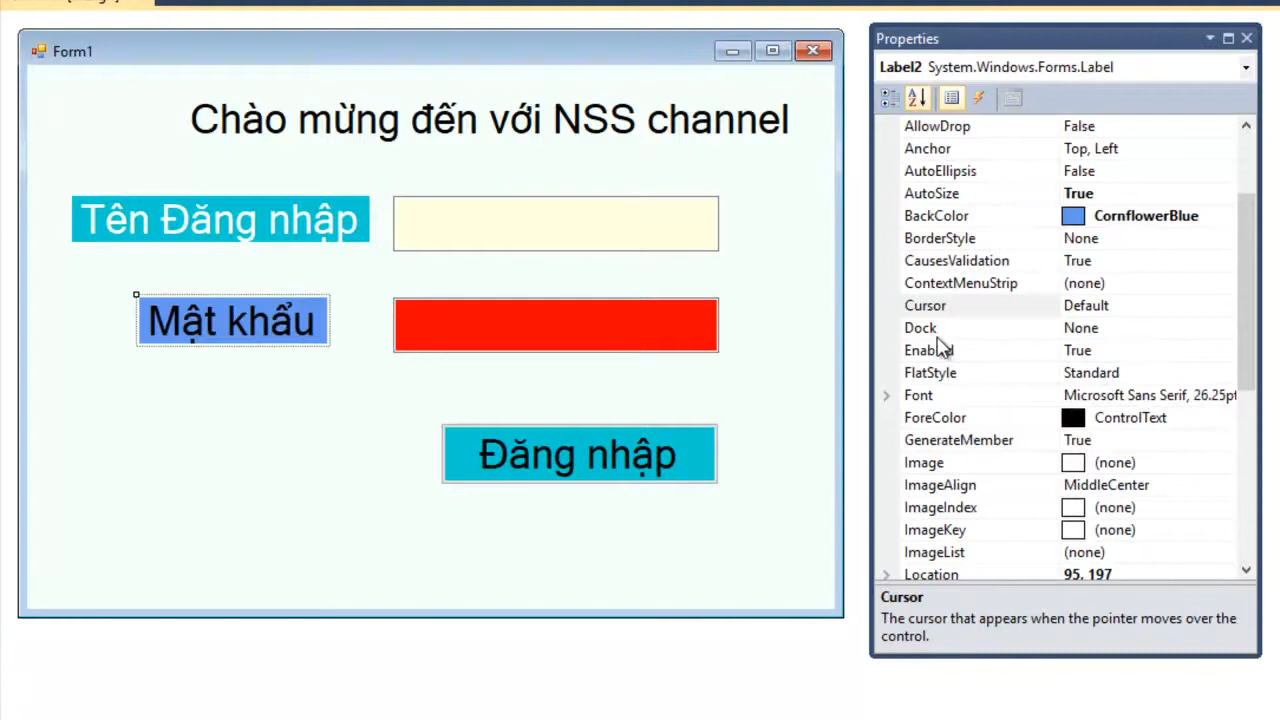 Form1
Chào mừng đến với NSS channel
Tên Đăng nhập
Mật khẩu
Đăng nhập
Properties
Label2 System.Windows.Forms.Label
AllowDrop False
Anchor Top, Left
AutoEllipsis False
AutoSize True
BackColor CornflowerBlue
BorderStyle None
CausesValidation True
ContextMenuStrip (none)
Cursor Default
Dock None
Enabled True
FlatStyle Standard
Font Microsoft Sans Serif, 26.25pt
ForeColor ControlText
GenerateMember True
Image (none)
ImageAlign MiddleCenter
ImageIndex (none)
ImageKey (none)
ImageList (none)
Location 95, 197
Cursor
The cursor that appears when the pointer moves over the
control.